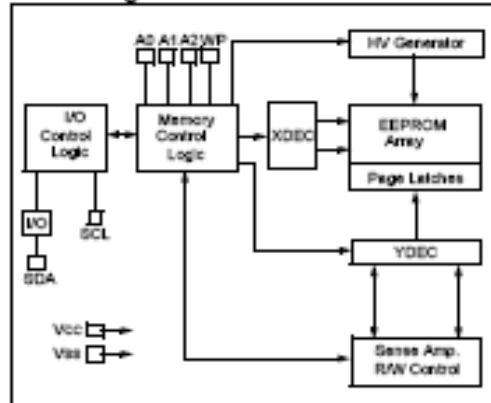 A0 A1 A2 WP
HV Generator
I/O
Control
Logic
Memory
Control
Logic
XDEC
EEPROM
Array
Page Latches
I/O
SCL
SDA
YDEC
Vcc
Vss
Sense Amp.
R/W Control